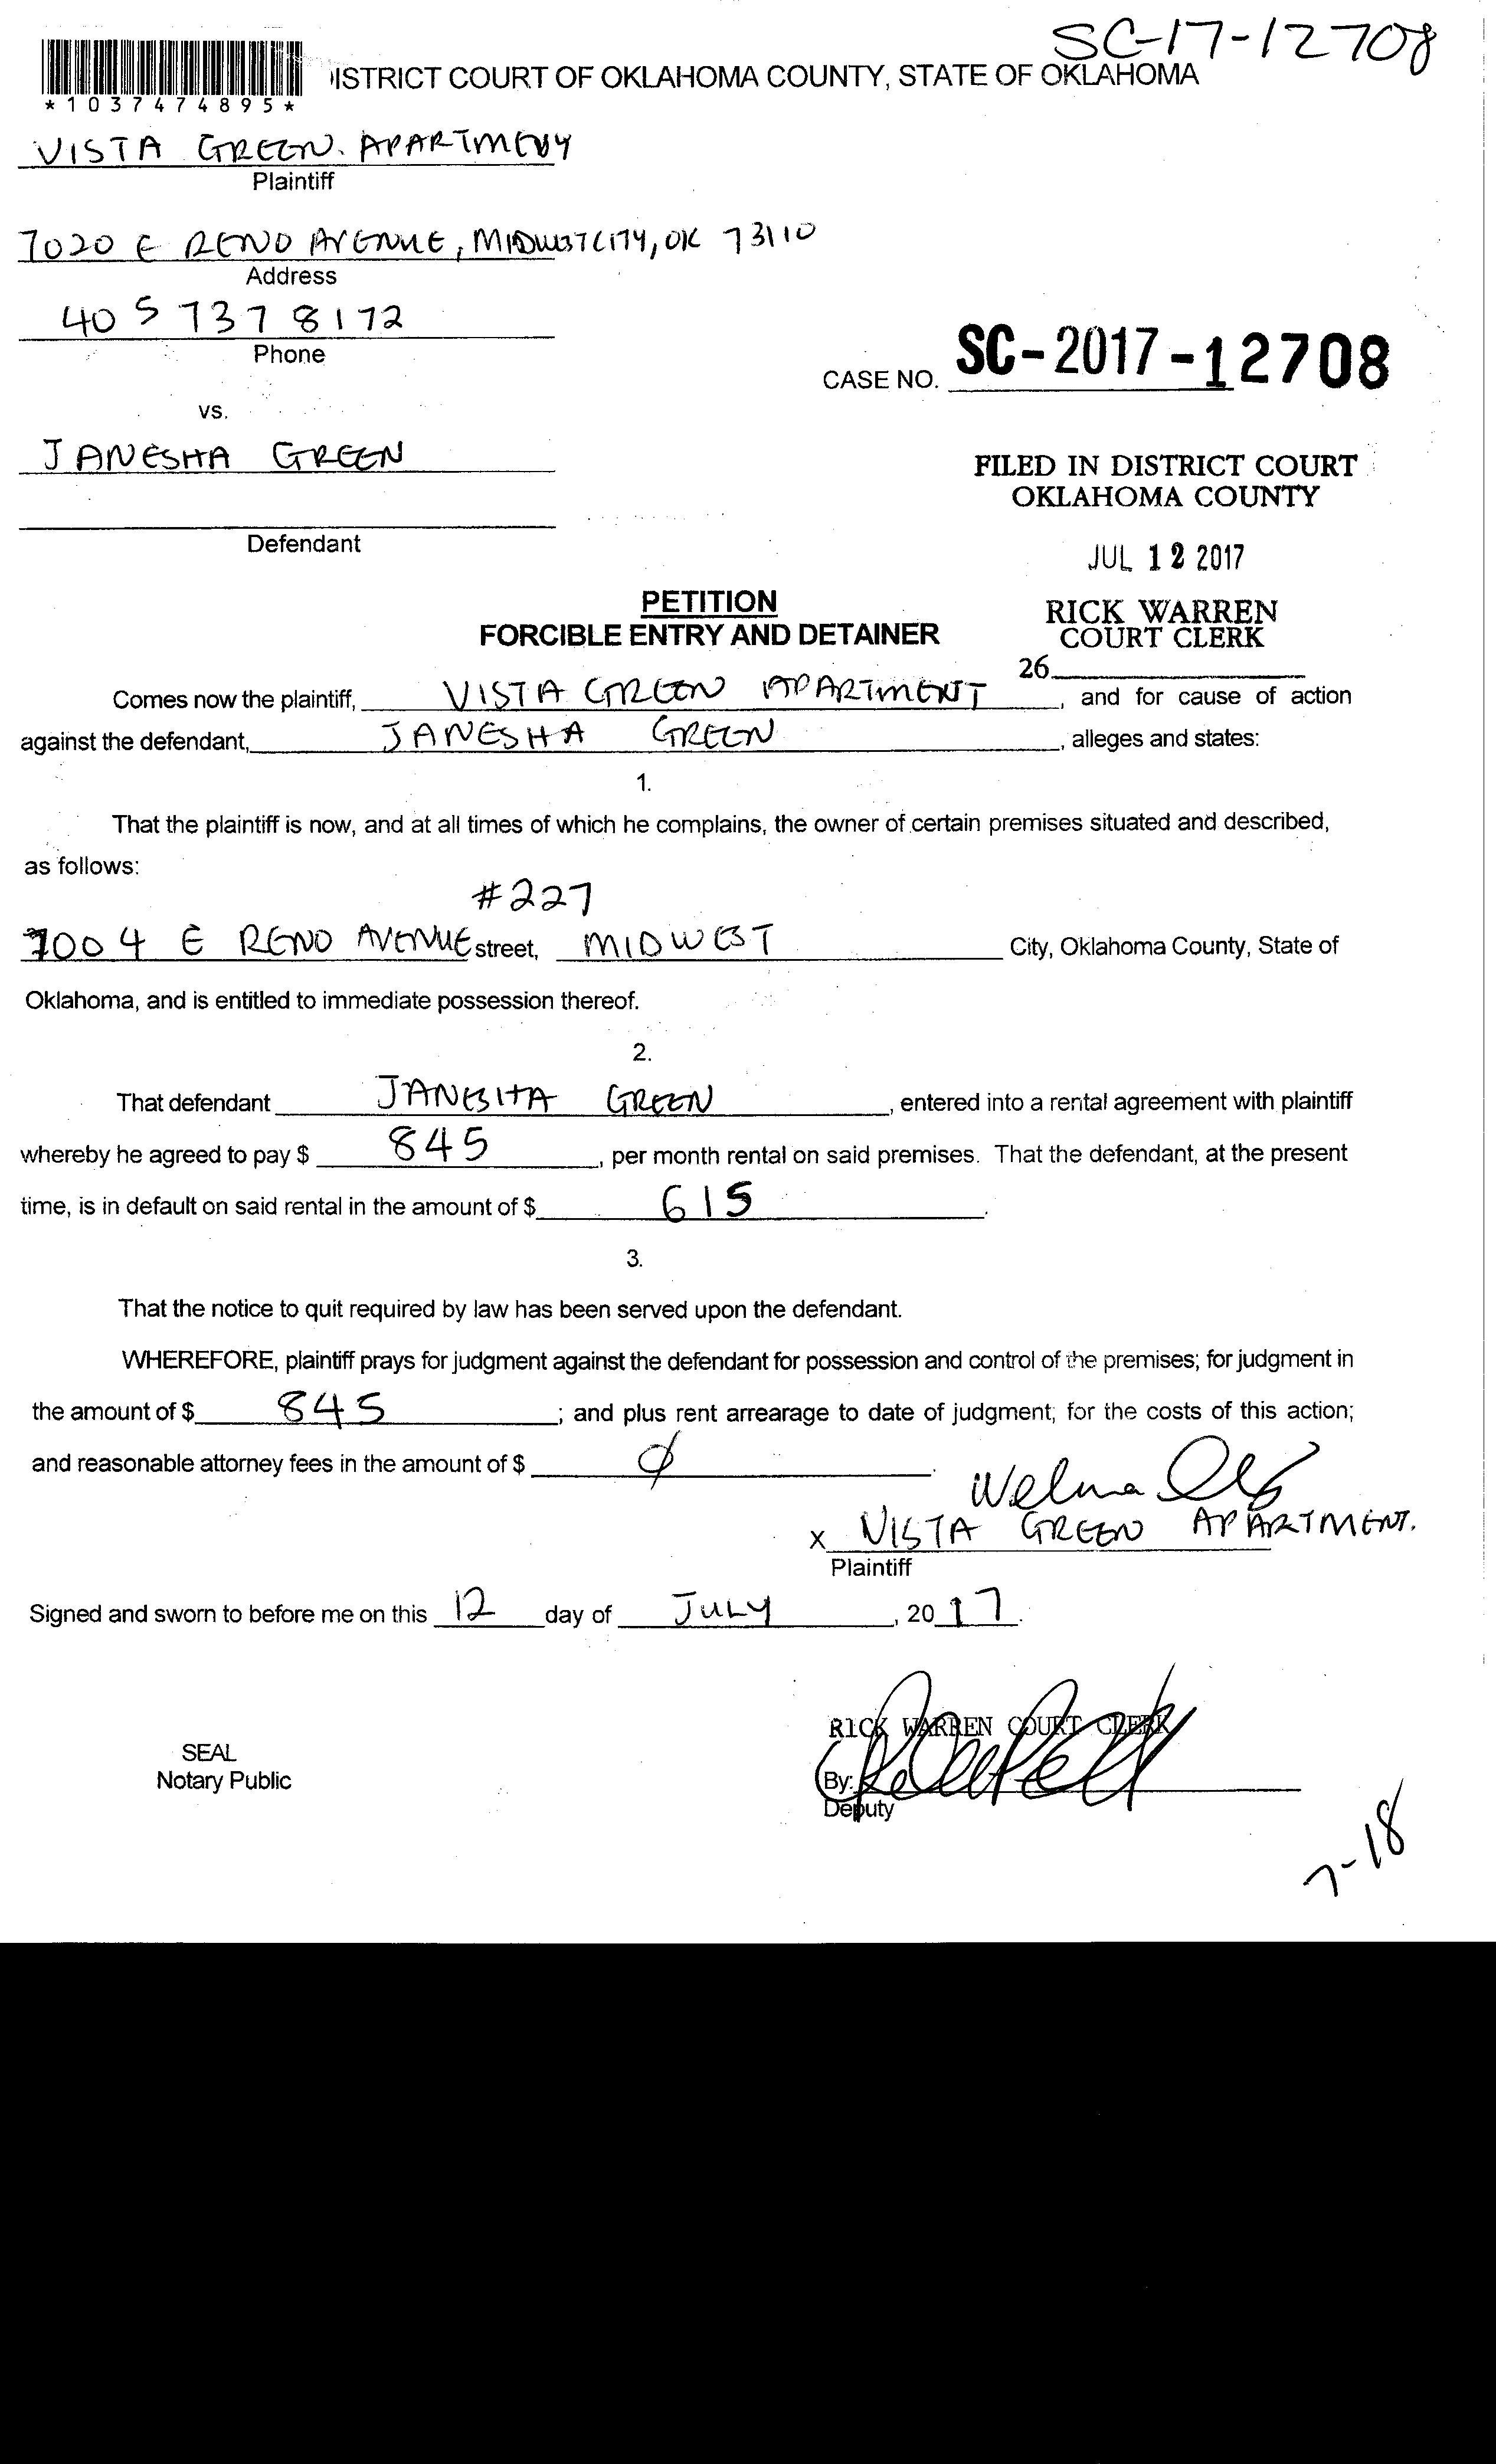 SC-17-12708
ISTRICT COURT OF OKLAHOMA COUNTY, STATE OF OKLAHOMA
*1037474895*
VISTA GREEN APARTMENT
Plaintiff
7020 E RENO AVENUE, MIDWEST CITY, OK 73110
Address
405 737 8172
Phone
CASE NO. SC-2017-12708
vs.
JANESHA GREEN
FILED IN DISTRICT COURT
OKLAHOMA COUNTY
Defendant
JUL 12 2017
PETITION
RICK WARREN
FORCIBLE ENTRY AND DETAINER
COURT CLERK
26
Comes now the plaintiff, VISTA GREEN APARTMENT, and for cause of action
against the defendant, JANESHA GREEN, alleges and states:
1.
That the plaintiff is now, and at all times of which he complains, the owner of certain premises situated and described,
as follows:
#227
7004 E RENO AVENUE street, MIDWEST City, Oklahoma County, State of
Oklahoma, and is entitled to immediate possession thereof.
2.
That defendant JANESHA GREEN, entered into a rental agreement with plaintiff
whereby he agreed to pay $ 845, per month rental on said premises. That the defendant, at the present
time, is in default on said rental in the amount of $ 615.
3.
That the notice to quit required by law has been served upon the defendant.
WHEREFORE, plaintiff prays for judgment against the defendant for possession and control of the premises; for judgment in
the amount of $ 845; and plus rent arrearage to date of judgment; for the costs of this action;
and reasonable attorney fees in the amount of $ ∅.
Welma
x VISTA GREEN APARTMENT.
Plaintiff
Signed and sworn to before me on this 12 day of JULY, 2017.
RICK WARREN COURT CLERK
SEAL
Notary Public
By:
Deputy
7-18